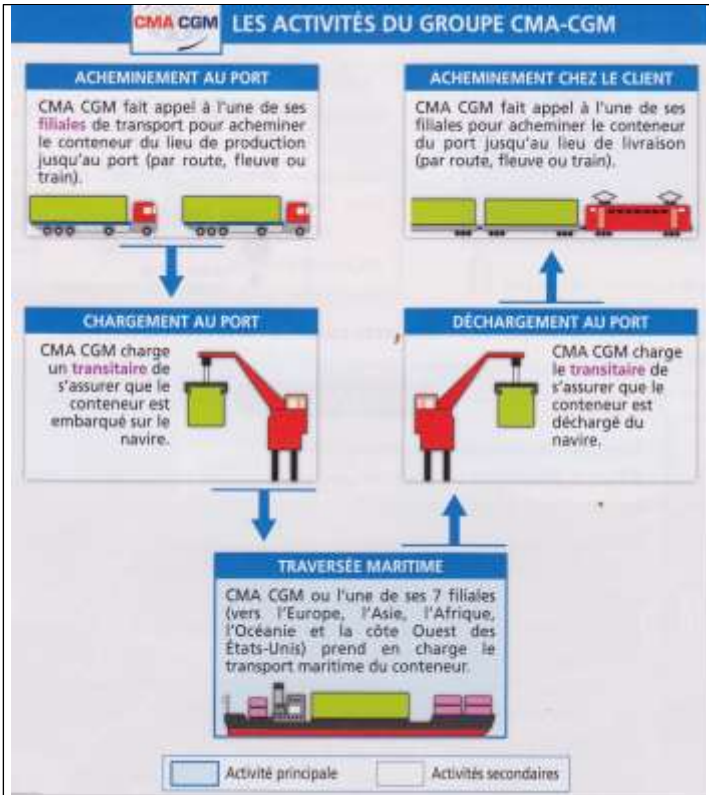 CMA CGM
LES ACTIVITÉS DU GROUPE CMA-CGM
ACHEMINEMENT AU PORT
CMA CGM fait appel à l'une de ses
filiales de transport pour acheminer
le conteneur du lieu de production
jusqu'au port (par route, fleuve ou
train).
ACHEMINEMENT CHEZ LE CLIENT
CMA CGM fait appel à l'une de ses
filiales pour acheminer le conteneur
du port jusqu'au lieu de livraison
(par route, fleuve ou train).
CHARGEMENT AU PORT
CMA CGM charge
un transitaire de
s'assurer que le
conteneur est
embarqué sur le
navire.
DÉCHARGEMENT AU PORT
CMA CGM charge
le transitaire de
s'assurer que le
conteneur est
déchargé du
navire.
TRAVERSÉE MARITIME
CMA CGM ou l'une de ses 7 filiales
(vers l'Europe, l'Asie, l'Afrique,
l'Océanie et la côte Ouest des
États-Unis) prend en charge le
transport maritime du conteneur.
Activité principale
Activités secondaires